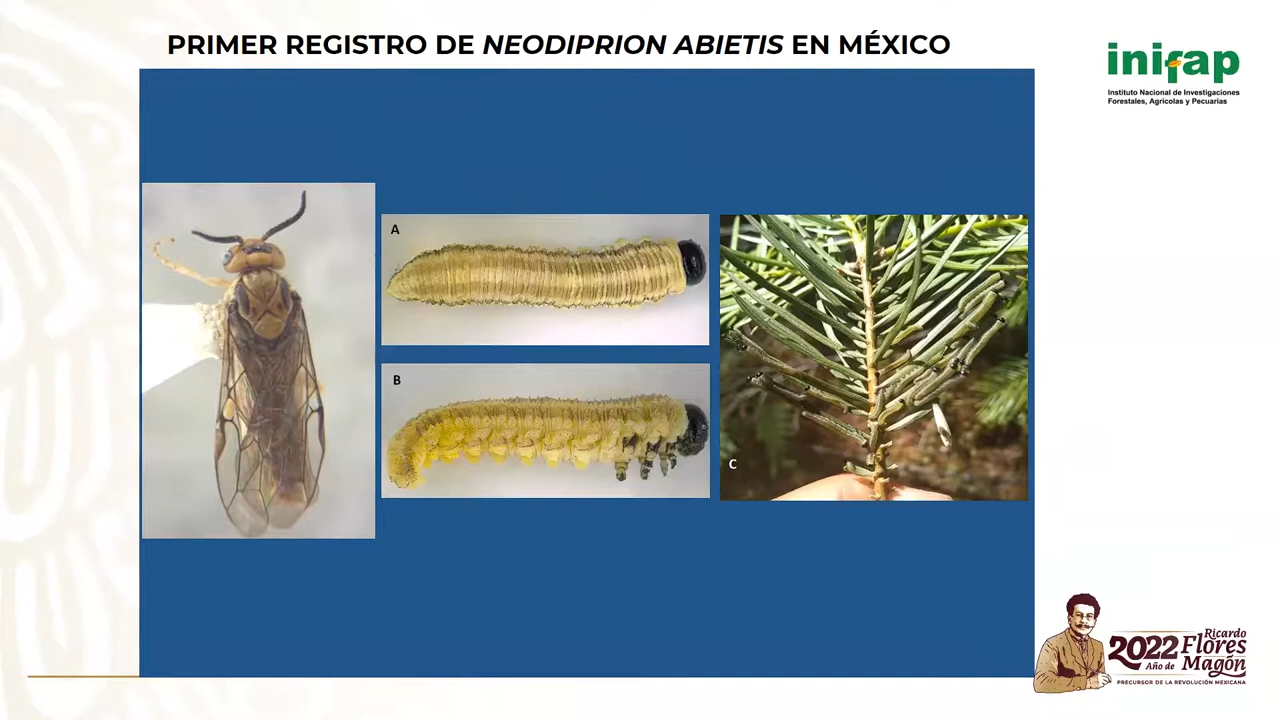 PRIMER REGISTRO DE NEODIPRION ABIETIS EN MÉXICO
inifap
Instituto Nacional de Investigaciones
Forestales, Agrícolas y Pecuarias
A
B
C
2022
Año de
Ricardo
Flores
Magón
PRECURSOR DE LA REVOLUCIÓN MEXICANA